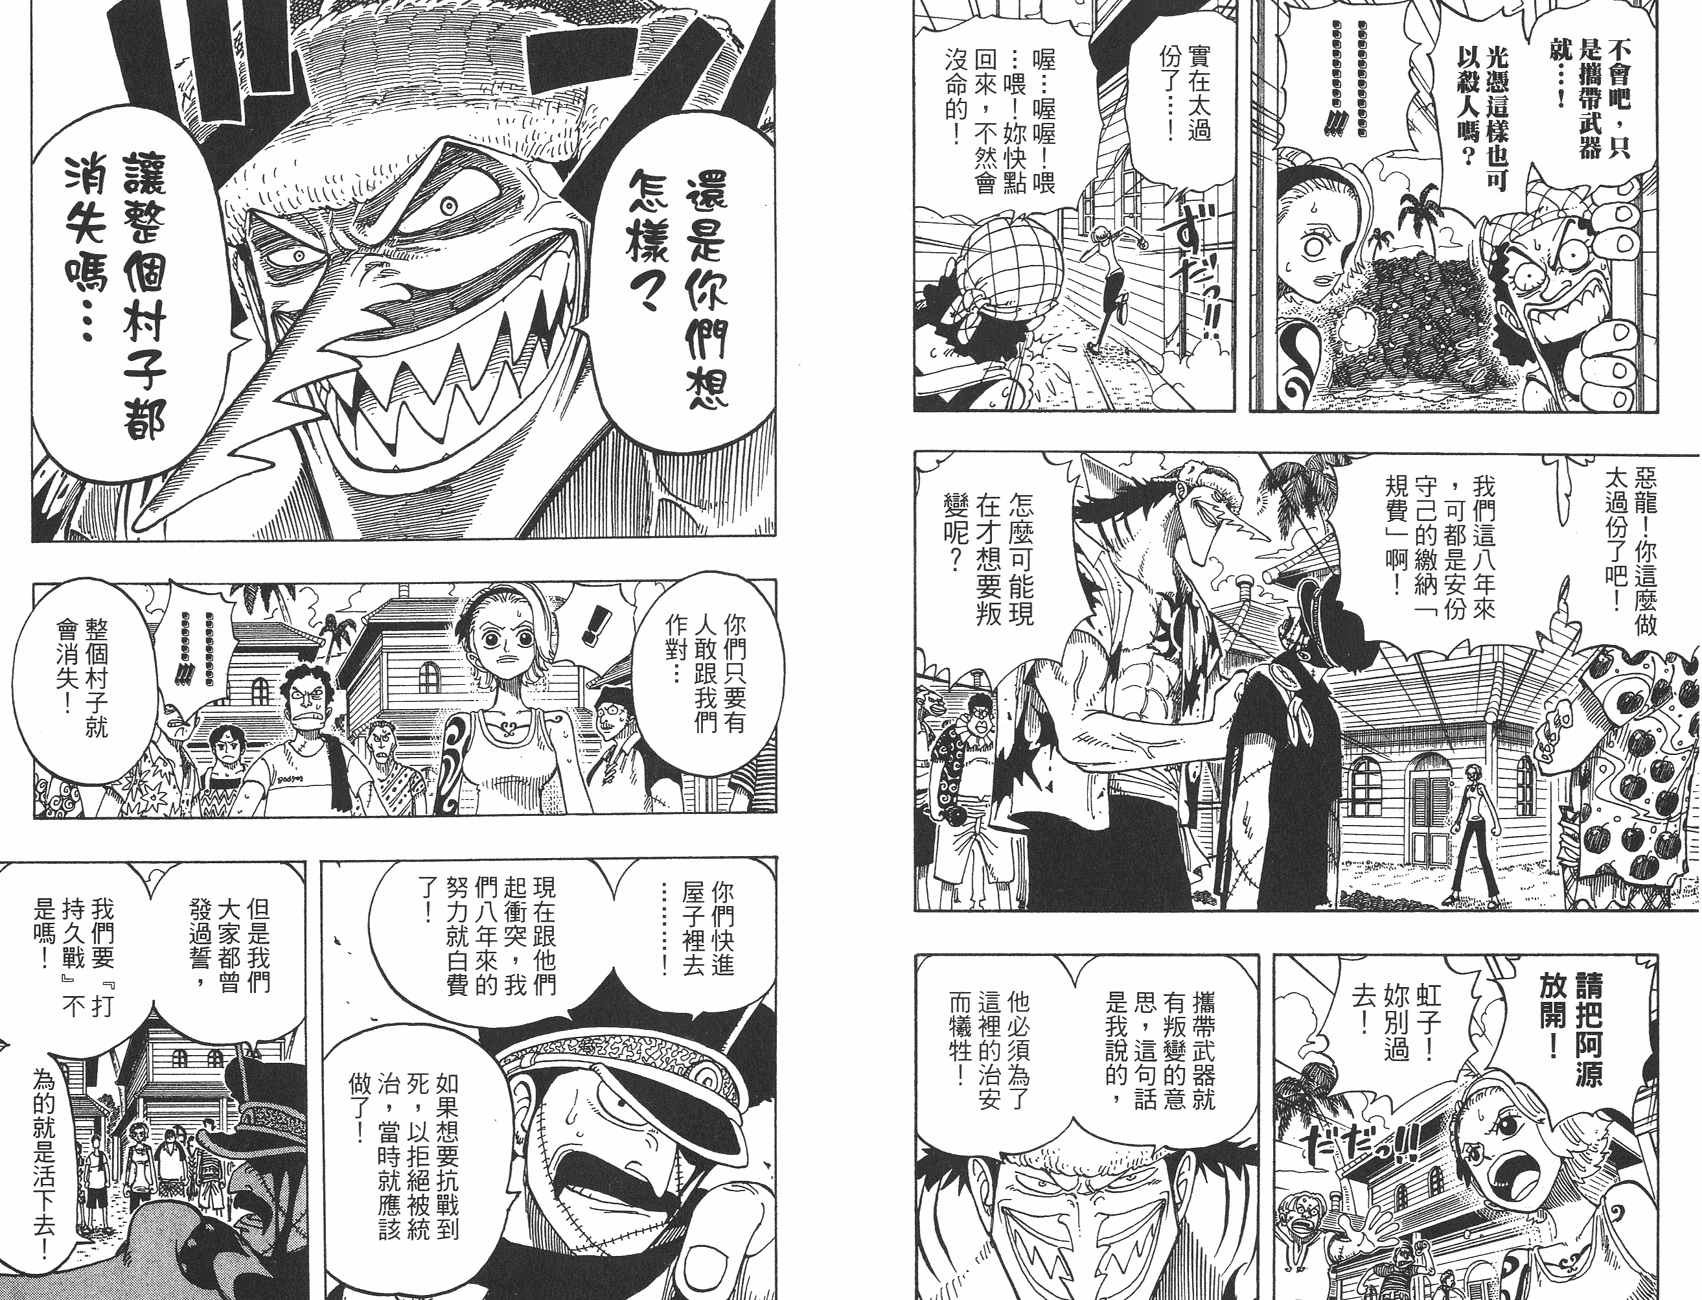 不會吧，只
是攜帶武器
就…！
光憑這樣也可
以殺人嗎？
實在太過
份了…！
喔…喔喔！喂
…喂！妳快點
回來，不然會
沒命的！
ずだっ!!
惡龍！你這麼做
太過份了吧！
我們這八年來
，可都是安份
守己的繳納「
規費」啊！
怎麼可能現
在才想要叛
變呢？
請把阿源
放開！
虹子！
妳別過
去！
だだっ!!
攜帶武器就
有叛變的意
思，這句話
是我說的，
他必須為了
這裡的治安
而犧牲！
還是你們想
怎樣？
讓整個村子都
消失嗎…
你們只要有
人敢跟我們
作對…
！
整個村子就
會消失！
你們快進
屋子裡去
………！
現在跟他們
起衝突，我
們八年來的
努力就白費
了！
如果想要抗戰到
死，以拒絕被統
治，當時就應該
做了！
但是我們
大家都曾
發過誓，
我們要『打
持久戰』不
是嗎！
為的就是活下去！